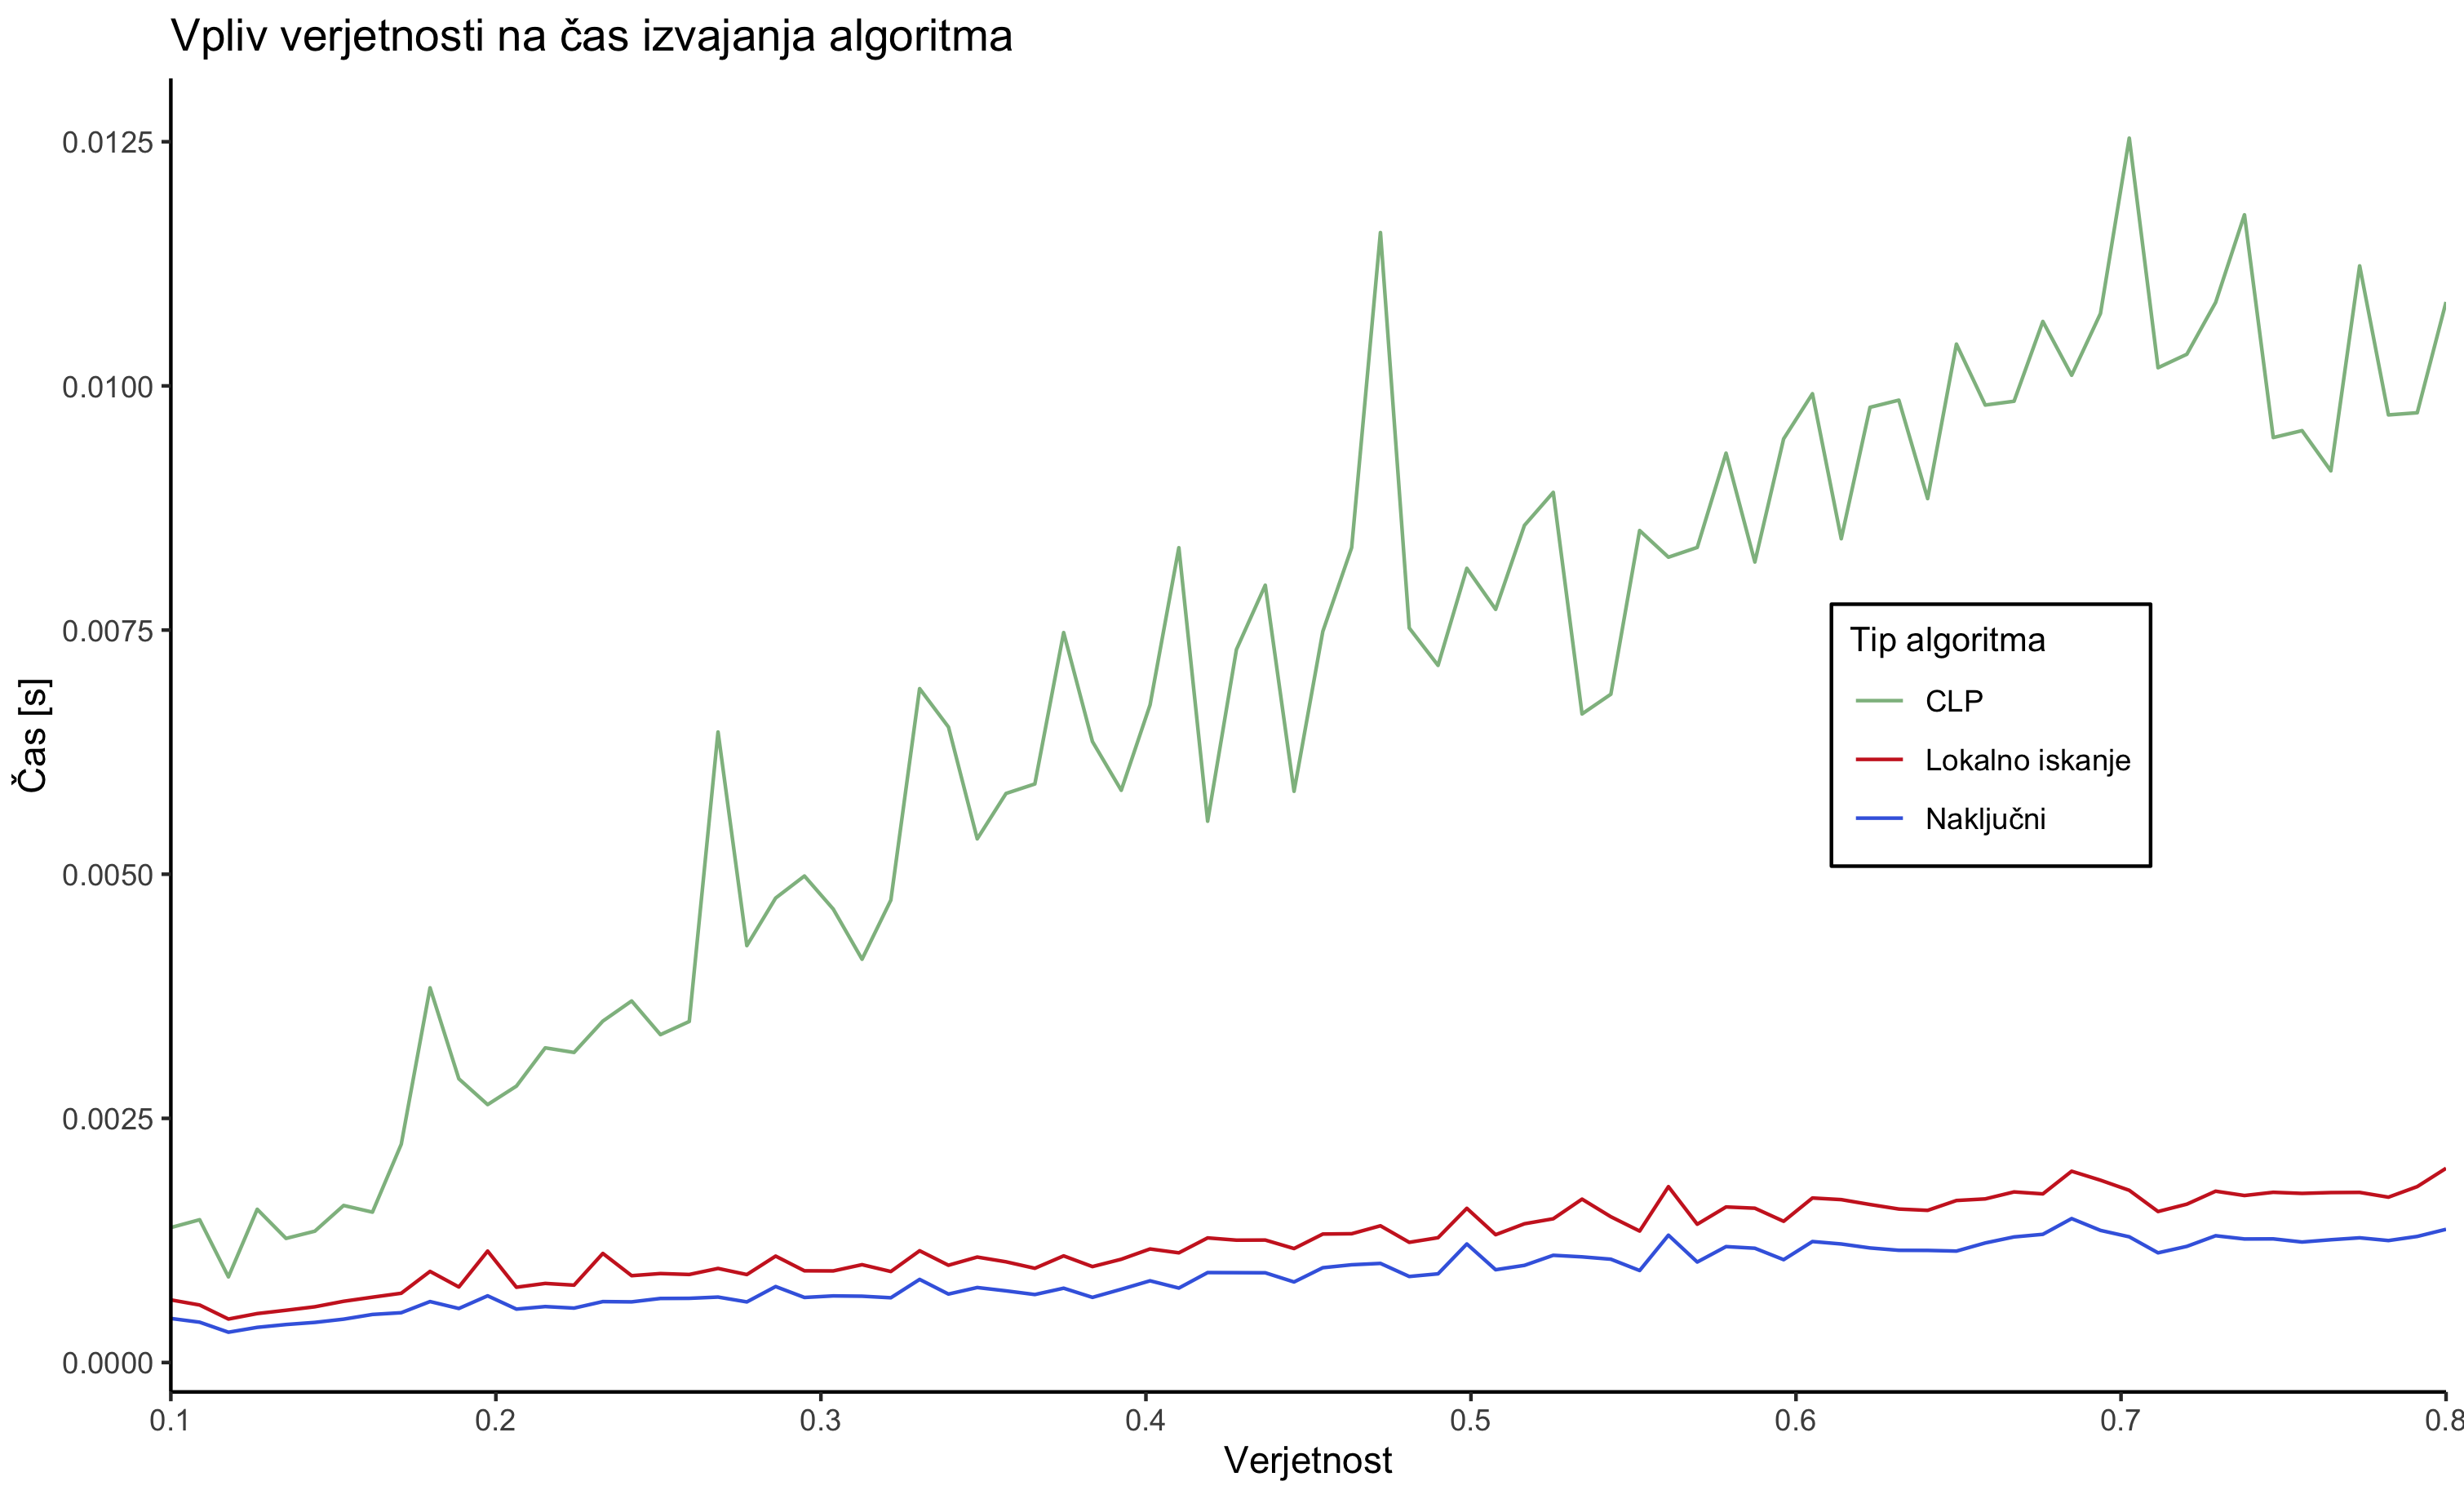 Vpliv verjetnosti na čas izvajanja algoritma
0.0125
0.0100
0.0075
0.0050
0.0025
0.0000
Čas [s]
Tip algoritma
CLP
Lokalno iskanje
Naključni
0.1 0.2 0.3 0.4 0.5 0.6 0.7 0.8
Verjetnost